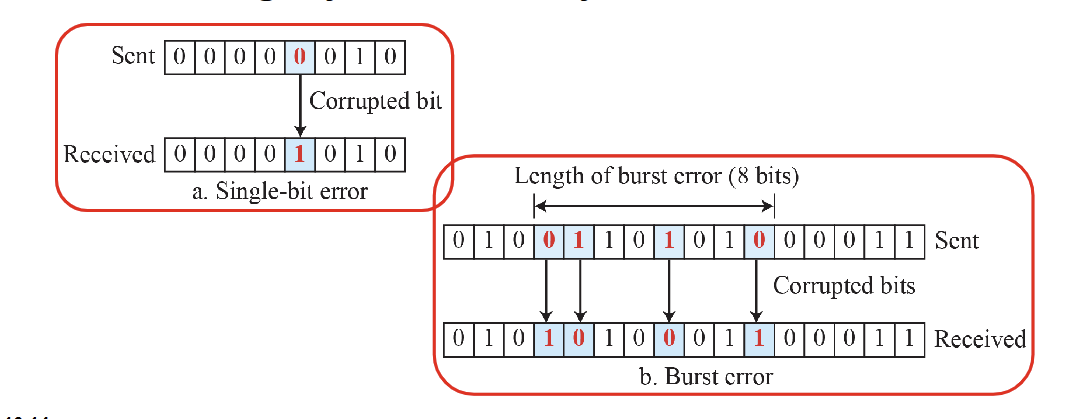 Sent 0 0 0 0 0 0 1 0
Corrupted bit
Received 0 0 0 0 1 0 1 0
a. Single-bit error
Length of burst error (8 bits)
0 1 0 0 1 1 0 1 0 1 0 0 0 0 1 1 Sent
Corrupted bits
0 1 0 1 0 1 0 0 0 1 1 0 0 0 1 1 Received
b. Burst error